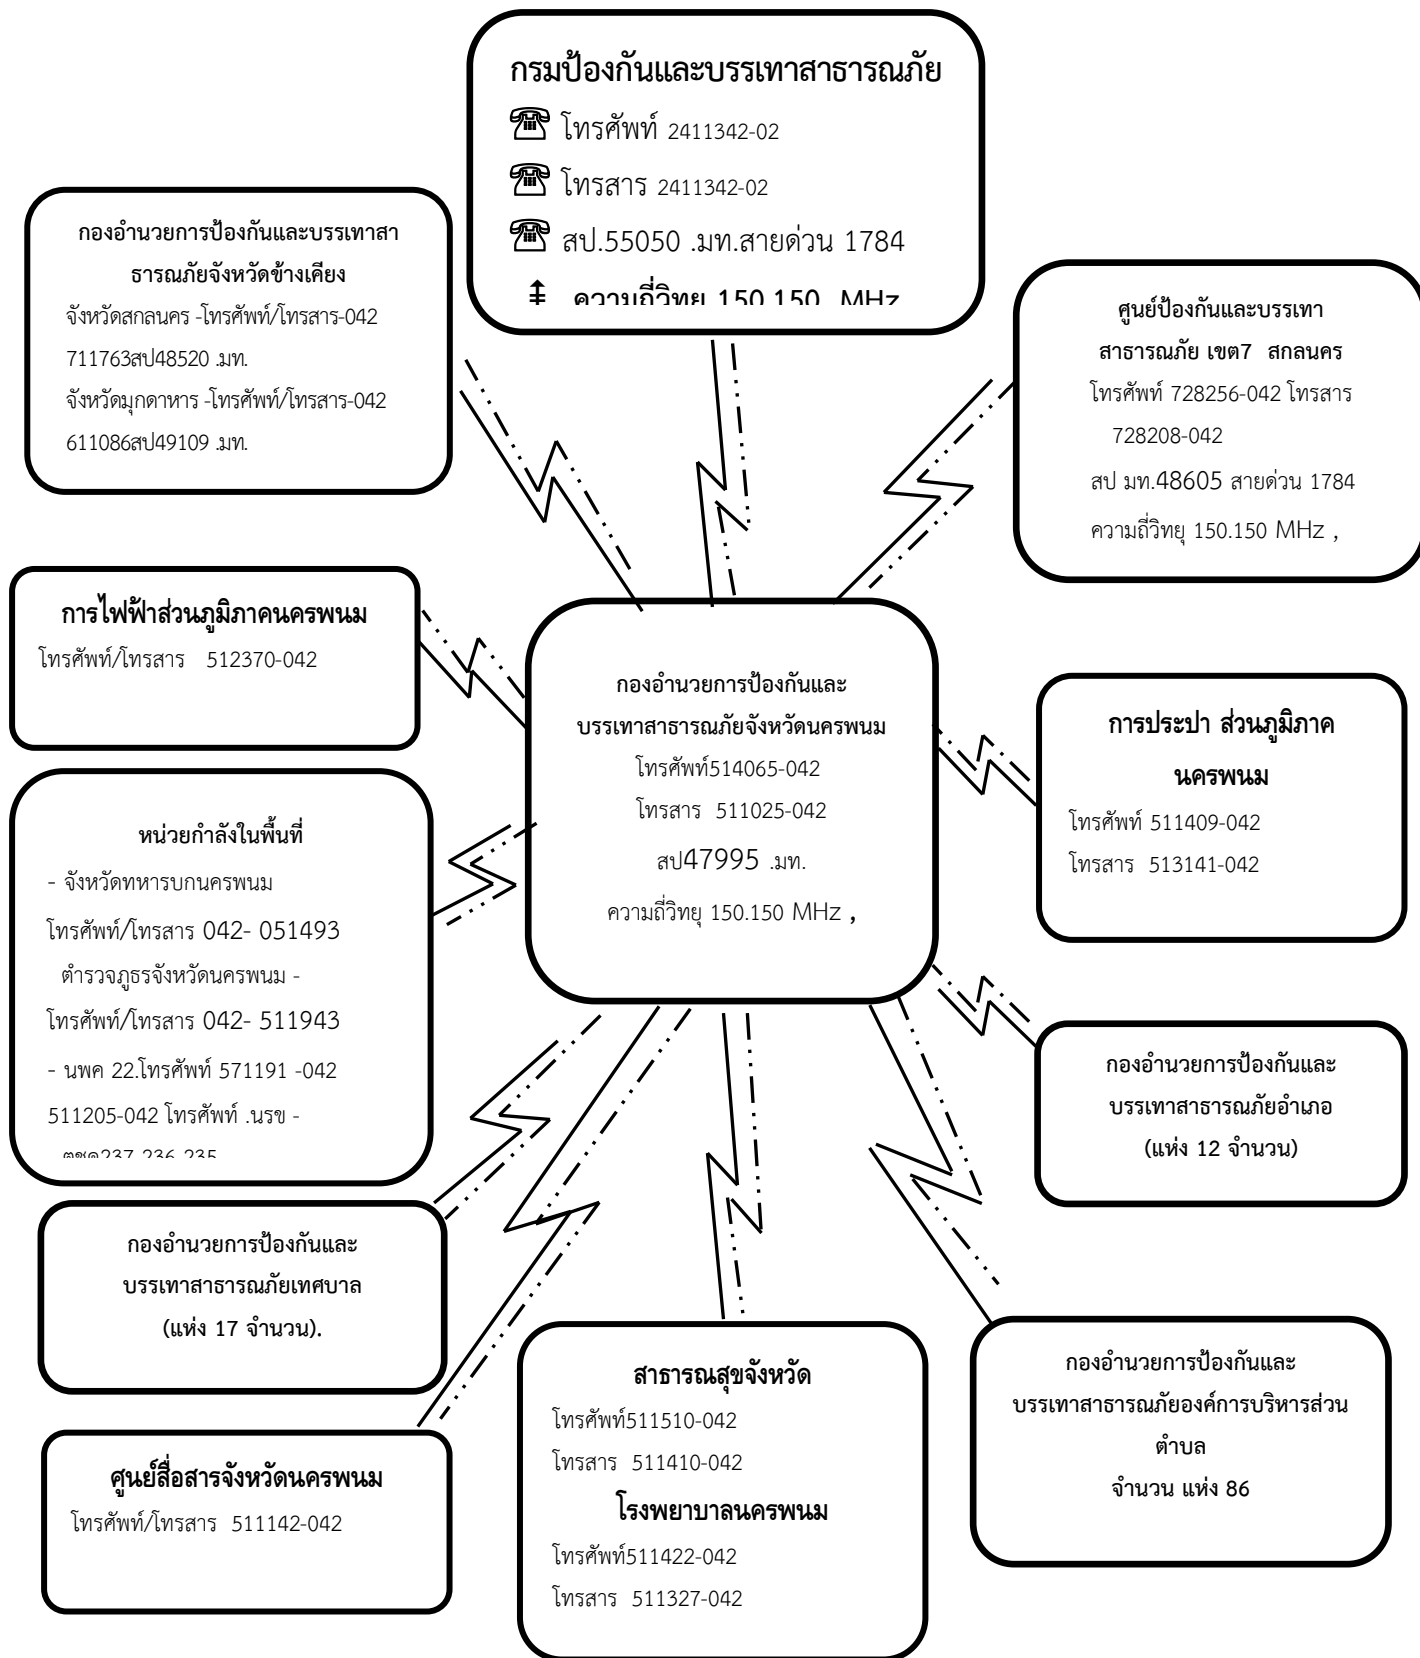 กรมป้องกันและบรรเทาสาธารณภัย
โทรศัพท์ 2411342-02
โทรสาร 2411342-02
สป.55050 .มท.สายด่วน 1784
ความถี่วิทยุ 150.150 MHz
กองอำนวยการป้องกันและบรรเทาสา
ธารณภัยจังหวัดข้างเคียง
จังหวัดสกลนคร -โทรศัพท์/โทรสาร-042
711763สป48520 .มท.
จังหวัดมุกดาหาร -โทรศัพท์/โทรสาร-042
611086สป49109 .มท.
ศูนย์ป้องกันและบรรเทา
สาธารณภัย เขต7 สกลนคร
โทรศัพท์ 728256-042 โทรสาร
728208-042
สป มท.48605 สายด่วน 1784
ความถี่วิทยุ 150.150 MHz ,
การไฟฟ้าส่วนภูมิภาคนครพนม
โทรศัพท์/โทรสาร 512370-042
กองอำนวยการป้องกันและ
บรรเทาสาธารณภัยจังหวัดนครพนม
โทรศัพท์514065-042
โทรสาร 511025-042
สป47995 .มท.
ความถี่วิทยุ 150.150 MHz ,
การประปา ส่วนภูมิภาค
นครพนม
โทรศัพท์ 511409-042
โทรสาร 513141-042
หน่วยกำลังในพื้นที่
- จังหวัดทหารบกนครพนม
โทรศัพท์/โทรสาร 042- 051493
ตำรวจภูธรจังหวัดนครพนม -
โทรศัพท์/โทรสาร 042- 511943
- นพค 22.โทรศัพท์ 571191 -042
511205-042 โทรศัพท์ .นรข -
ตชด237 236 235
กองอำนวยการป้องกันและ
บรรเทาสาธารณภัยอำเภอ
(แห่ง 12 จำนวน)
กองอำนวยการป้องกันและ
บรรเทาสาธารณภัยเทศบาล
(แห่ง 17 จำนวน).
ศูนย์สื่อสารจังหวัดนครพนม
โทรศัพท์/โทรสาร 511142-042
สาธารณสุขจังหวัด
โทรศัพท์511510-042
โทรสาร 511410-042
โรงพยาบาลนครพนม
โทรศัพท์511422-042
โทรสาร 511327-042
กองอำนวยการป้องกันและ
บรรเทาสาธารณภัยองค์การบริหารส่วน
ตำบล
จำนวน แห่ง 86